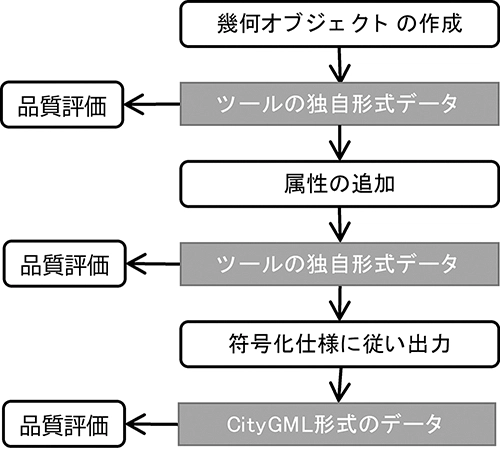 幾何オブジェクト の作成
品質評価
ツールの独自形式データ
属性の追加
品質評価
ツールの独自形式データ
符号化仕様に従い出力
品質評価
CityGML形式のデータ